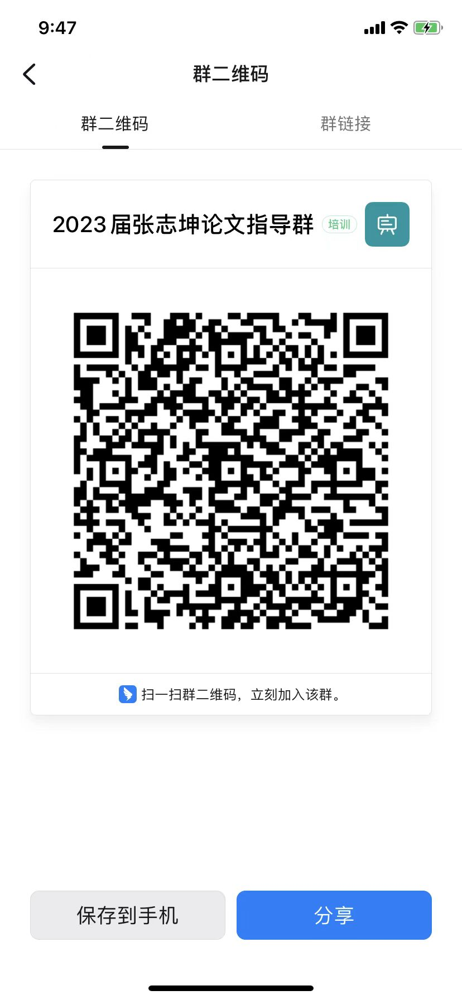 9:47
群二维码
群二维码
群链接
2023届张志坤论文指导群
培训
扫一扫群二维码，立刻加入该群。
保存到手机
分享